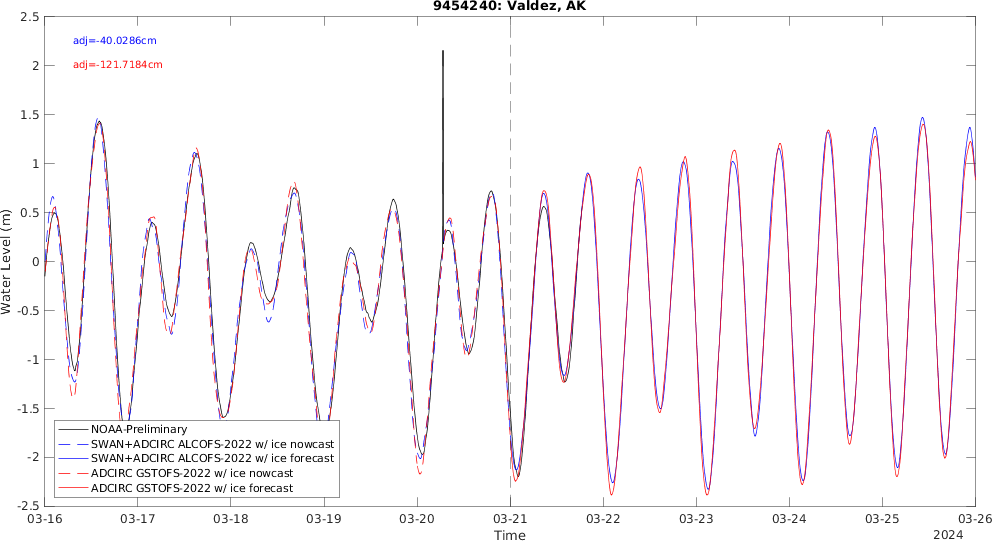 9454240: Valdez, AK
adj=-40.0286cm
adj=-121.7184cm
2.5
2
1.5
1
0.5
0
-0.5
-1
-1.5
-2
-2.5
Water Level (m)
NOAA-Preliminary
SWAN+ADCIRC ALCOFS-2022 w/ ice nowcast
SWAN+ADCIRC ALCOFS-2022 w/ ice forecast
ADCIRC GSTOFS-2022 w/ ice nowcast
ADCIRC GSTOFS-2022 w/ ice forecast
03-16 03-17 03-18 03-19 03-20 03-21 03-22 03-23 03-24 03-25 03-26
Time
2024